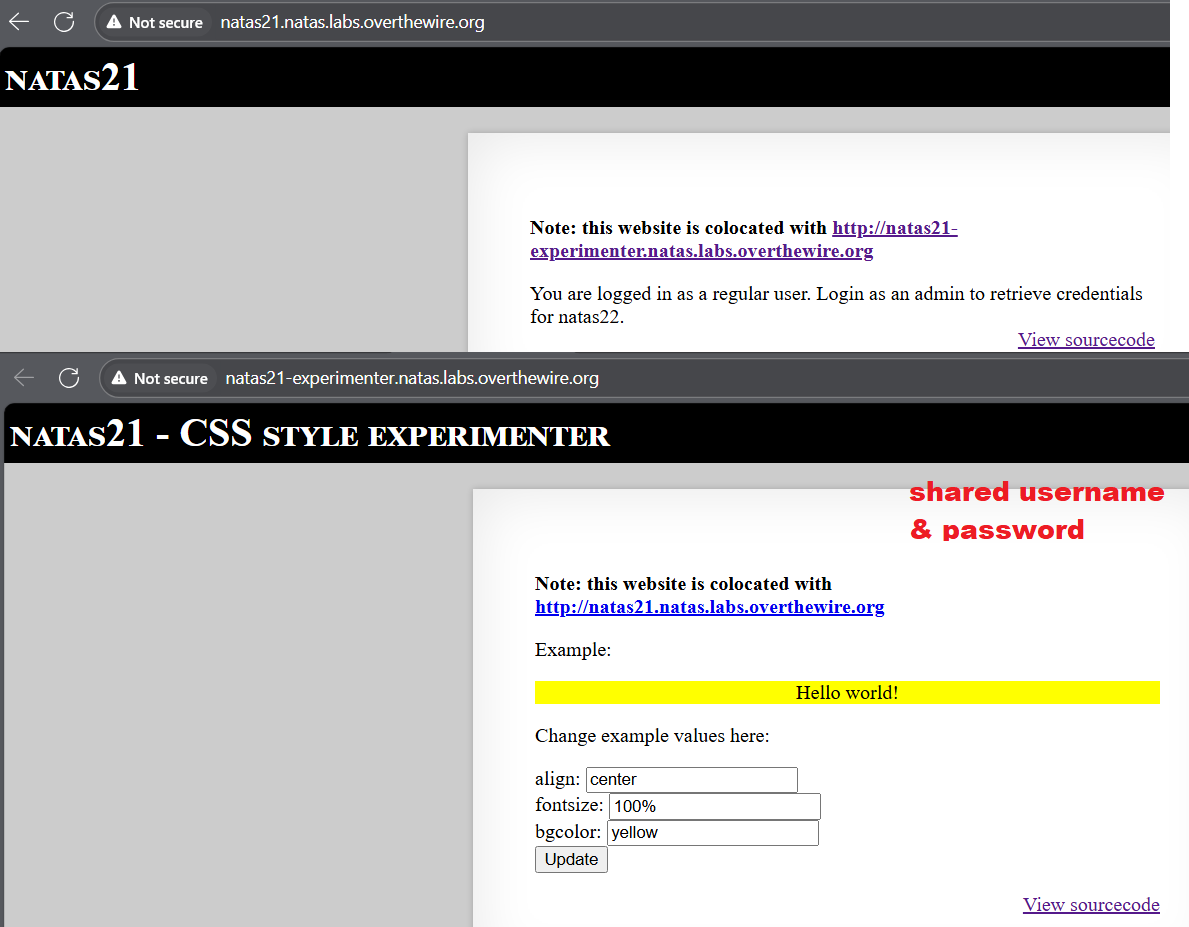 Not secure natas21.natas.labs.overthewire.org
NATAS21
Note: this website is colocated with http://natas21-
experimenter.natas.labs.overthewire.org
You are logged in as a regular user. Login as an admin to retrieve credentials
for natas22.
View sourcecode
Not secure natas21-experimenter.natas.labs.overthewire.org
NATAS21 - CSS STYLE EXPERIMENTER
shared username
& password
Note: this website is colocated with
http://natas21.natas.labs.overthewire.org
Example:
Hello world!
Change example values here:
align: center
fontsize: 100%
bgcolor: yellow
Update
View sourcecode